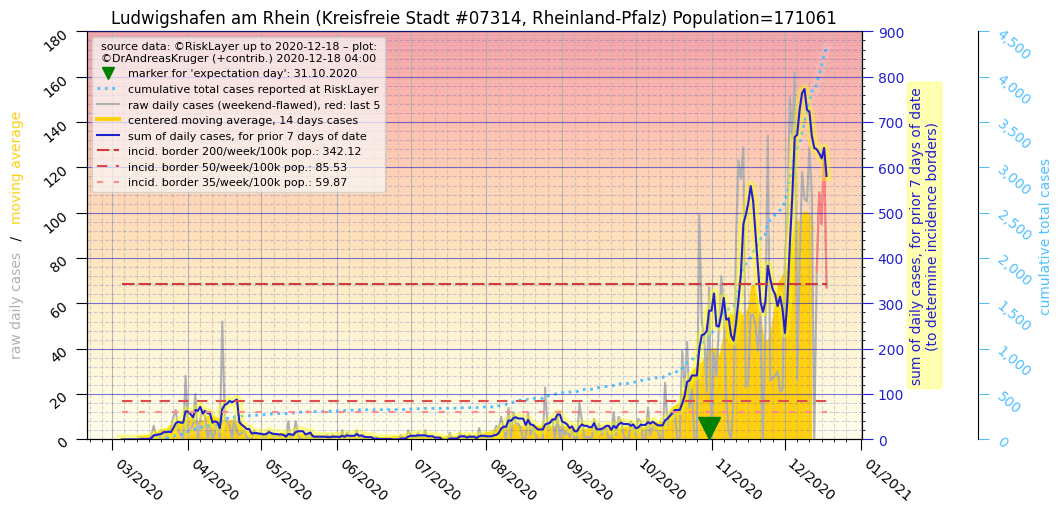 Ludwigshafen am Rhein (Kreisfreie Stadt #07314, Rheinland-Pfalz) Population=171061
source data: ©RiskLayer up to 2020-12-18 – plot:
©DrAndreasKruger (+contrib.) 2020-12-18 04:00
marker for 'expectation day': 31.10.2020
cumulative total cases reported at RiskLayer
raw daily cases (weekend-flawed), red: last 5
centered moving average, 14 days cases
sum of daily cases, for prior 7 days of date
incid. border 200/week/100k pop.: 342.12
incid. border 50/week/100k pop.: 85.53
incid. border 35/week/100k pop.: 59.87
raw daily cases / moving average
180
160
140
120
100
80
60
40
20
0
03/2020
04/2020
05/2020
06/2020
07/2020
08/2020
09/2020
10/2020
11/2020
12/2020
01/2021
900
800
700
600
500
400
300
200
100
0
sum of daily cases, for prior 7 days of date
(to determine incidence borders)
4,500
4,000
3,500
3,000
2,500
2,000
1,500
1,000
500
0
cumulative total cases